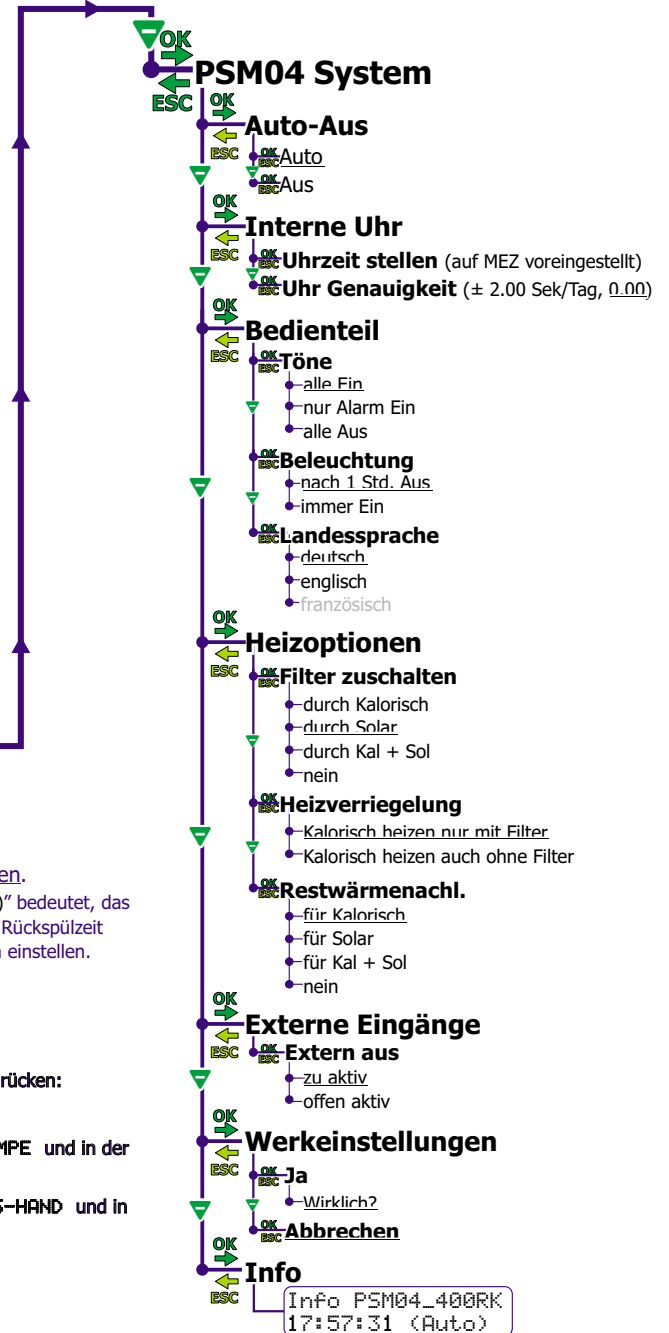 OK
PSM04 System
ESC
OK
Auto-Aus
ESC
OK
ESC
Auto
OK
ESC
Aus
OK
Interne Uhr
ESC
OK
ESC
Uhrzeit stellen (auf MEZ voreingestellt)
OK
ESC
Uhr Genauigkeit (± 2.00 Sek/Tag, 0.00)
OK
Bedienteil
ESC
OK
ESC
Töne
alle Ein
nur Alarm Ein
alle Aus
OK
ESC
Beleuchtung
nach 1 Std. Aus
immer Ein
OK
ESC
Landessprache
deutsch
englisch
französisch
OK
Heizoptionen
ESC
OK
ESC
Filter zuschalten
durch Kalorisch
durch Solar
durch Kal + Sol
nein
OK
ESC
Heizverriegelung
Kalorisch heizen nur mit Filter
Kalorisch heizen auch ohne Filter
OK
ESC
Restwärmenachl.
für Kalorisch
für Solar
für Kal + Sol
nein
OK
Externe Eingänge
ESC
OK
ESC
Extern aus
zu aktiv
offen aktiv
OK
Werkeinstellungen
ESC
OK
ESC
Ja
Wirklich?
OK
ESC
Abbrechen
OK
Info
ESC
Info PSM04_400RK
17:57:31 (Auto)
en.
)" bedeutet, das
Rückspülzeit
einstellen.
rücken:
MPE und in der
S-HAND und in